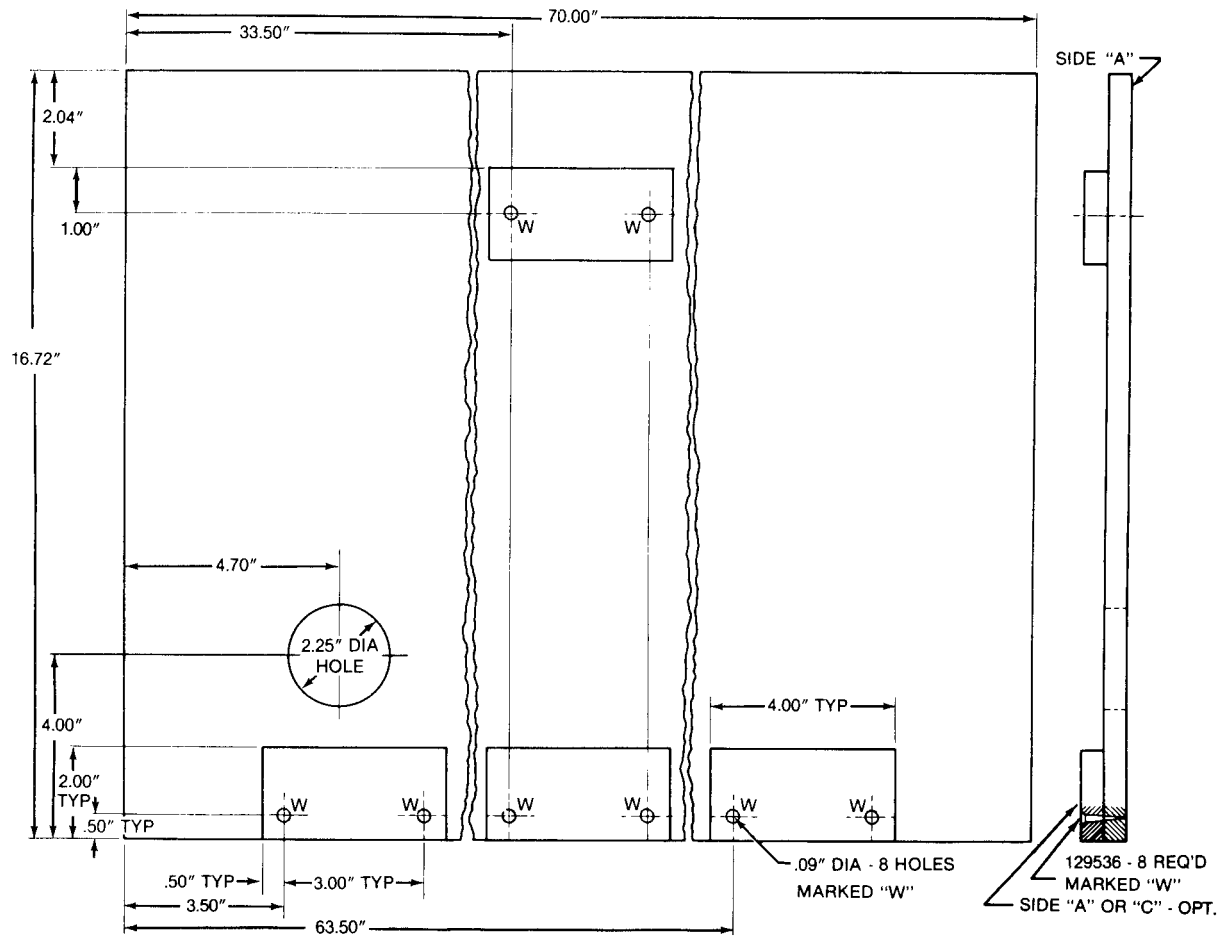 70.00"
33.50"
SIDE "A"
2.04"
1.00"
W W
16.72"
4.70"
2.25" DIA
HOLE
4.00"
4.00" TYP
2.00"
TYP
W W W W W W
.50" TYP
.09" DIA - 8 HOLES
MARKED "W"
129536 - 8 REQ'D
MARKED "W"
SIDE "A" OR "C" - OPT.
.50" TYP
3.00" TYP
3.50"
63.50"